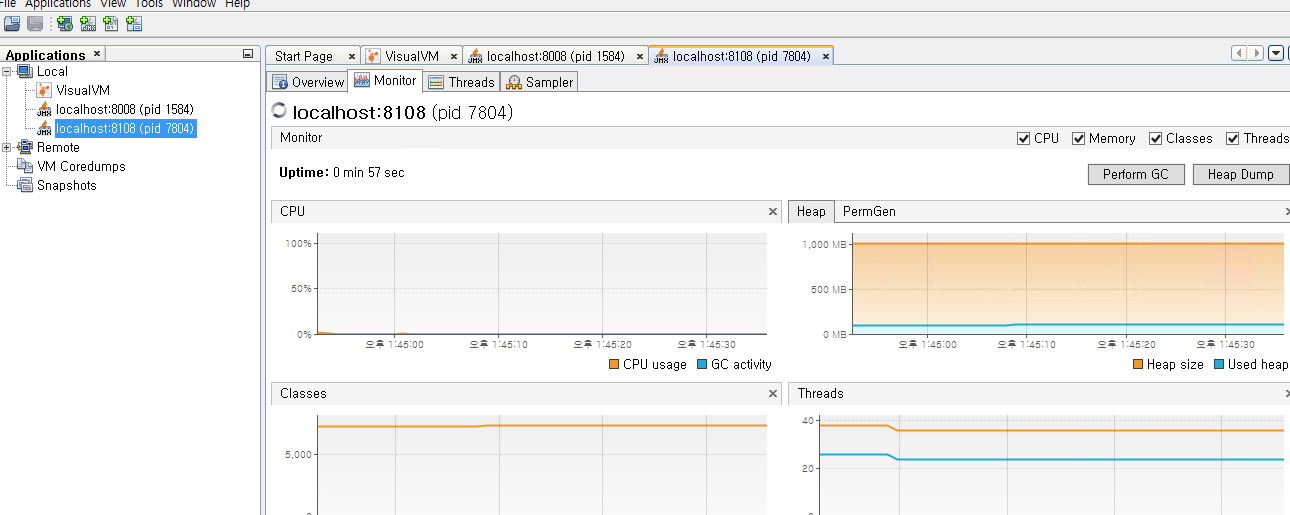 File Applications View Tools Window Help
Applications ×
Local
VisualVM
localhost:8008 (pid 1584)
localhost:8108 (pid 7804)
Remote
VM Coredumps
Snapshots
Start Page × VisualVM × localhost:8008 (pid 1584) × localhost:8108 (pid 7804) ×
Overview Monitor Threads Sampler
localhost:8108 (pid 7804)
Monitor CPU Memory Classes Threads
Uptime: 0 min 57 sec Perform GC Heap Dump
CPU ×
100%
50%
0%
오후 1:45:00 오후 1:45:10 오후 1:45:20 오후 1:45:30
CPU usage GC activity
Heap PermGen ×
1,000 MB
500 MB
0 MB
오후 1:45:00 오후 1:45:10 오후 1:45:20 오후 1:45:30
Heap size Used heap
Classes ×
5,000
Threads ×
40
20